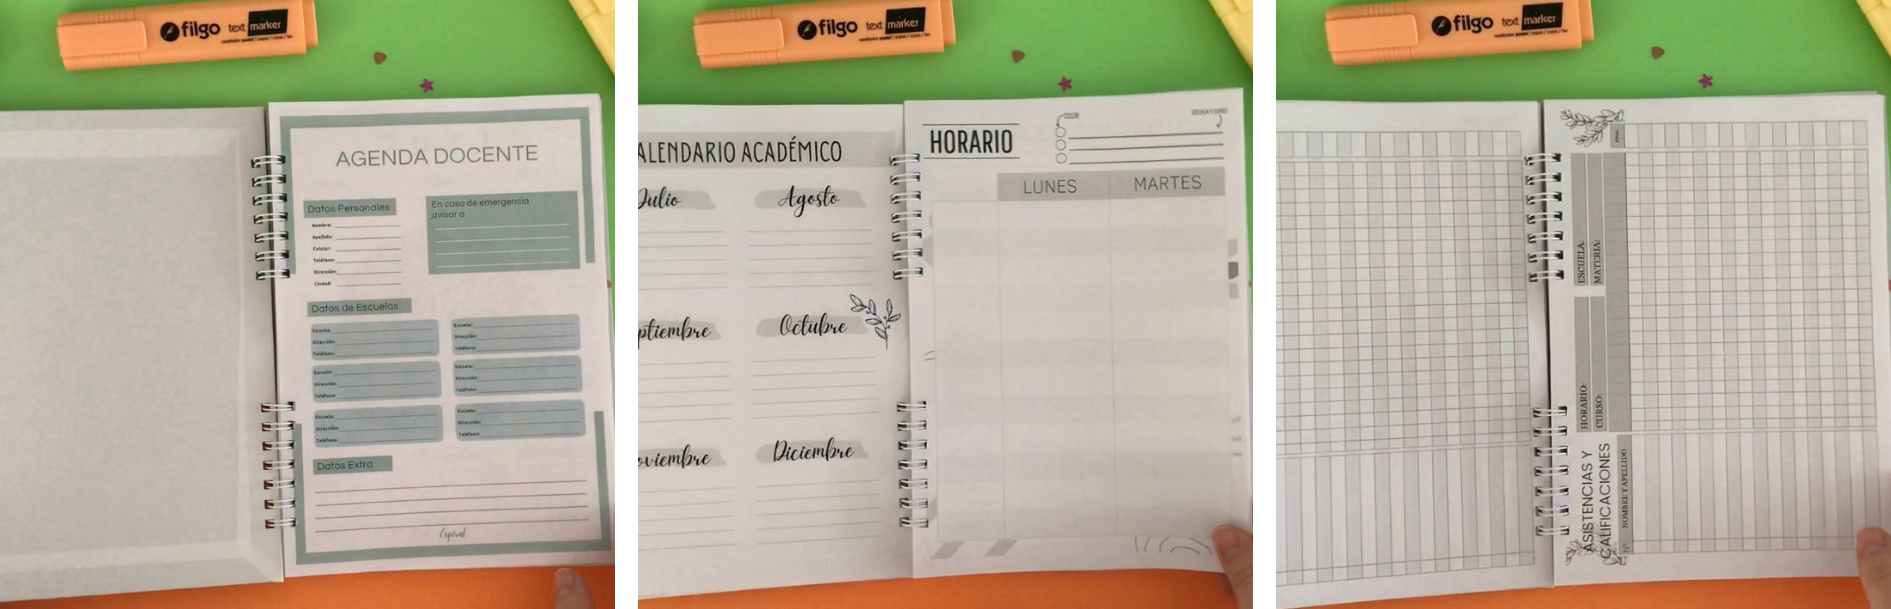 filgo text marker
AGENDA DOCENTE
Datos Personales
Nombre:
Apellido:
Celular:
Teléfono:
Dirección:
Ciudad:
En caso de emergencia
avisar a
Datos de Escuelas
Escuela:
Dirección:
Teléfono:
Escuela:
Dirección:
Teléfono:
Escuela:
Dirección:
Teléfono:
Escuela:
Dirección:
Teléfono:
Escuela:
Dirección:
Teléfono:
Escuela:
Dirección:
Teléfono:
Datos Extra
Espiral
filgo text marker
ALENDARIO ACADÉMICO
Julio
Agosto
ptiembre
Octubre
oviembre
Diciembre
HORARIO
COLOR
ESCUELA Y CURSO
LUNES
MARTES
filgo text marker
ASISTENCIAS Y
CALIFICACIONES
HORARIO:
CURSO:
ESCUELA:
MATERIA:
Nº
NOMBRE Y APELLIDO
FINAL